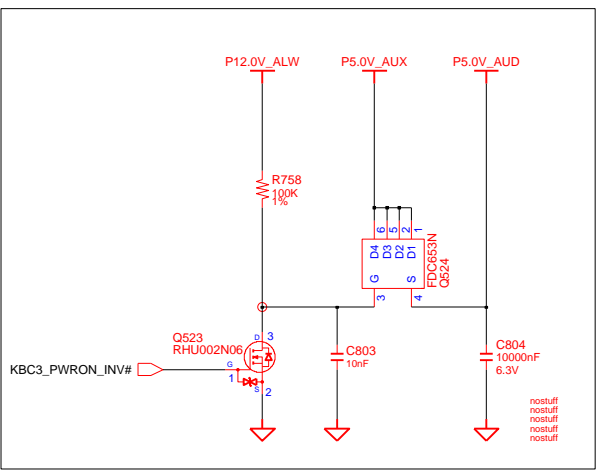 P12.0V_ALW P5.0V_AUX P5.0V_AUD
R758
100K
1%
6 3 5 2 1
D4 D3 D2 D1
G S
FDC653N
Q524
3 4
Q523
RHU002N06
D 3
G
1
S
2
KBC3_PWRON_INV#
C803
10nF
C804
10000nF
6.3V
nostuff
nostuff
nostuff
nostuff
nostuff